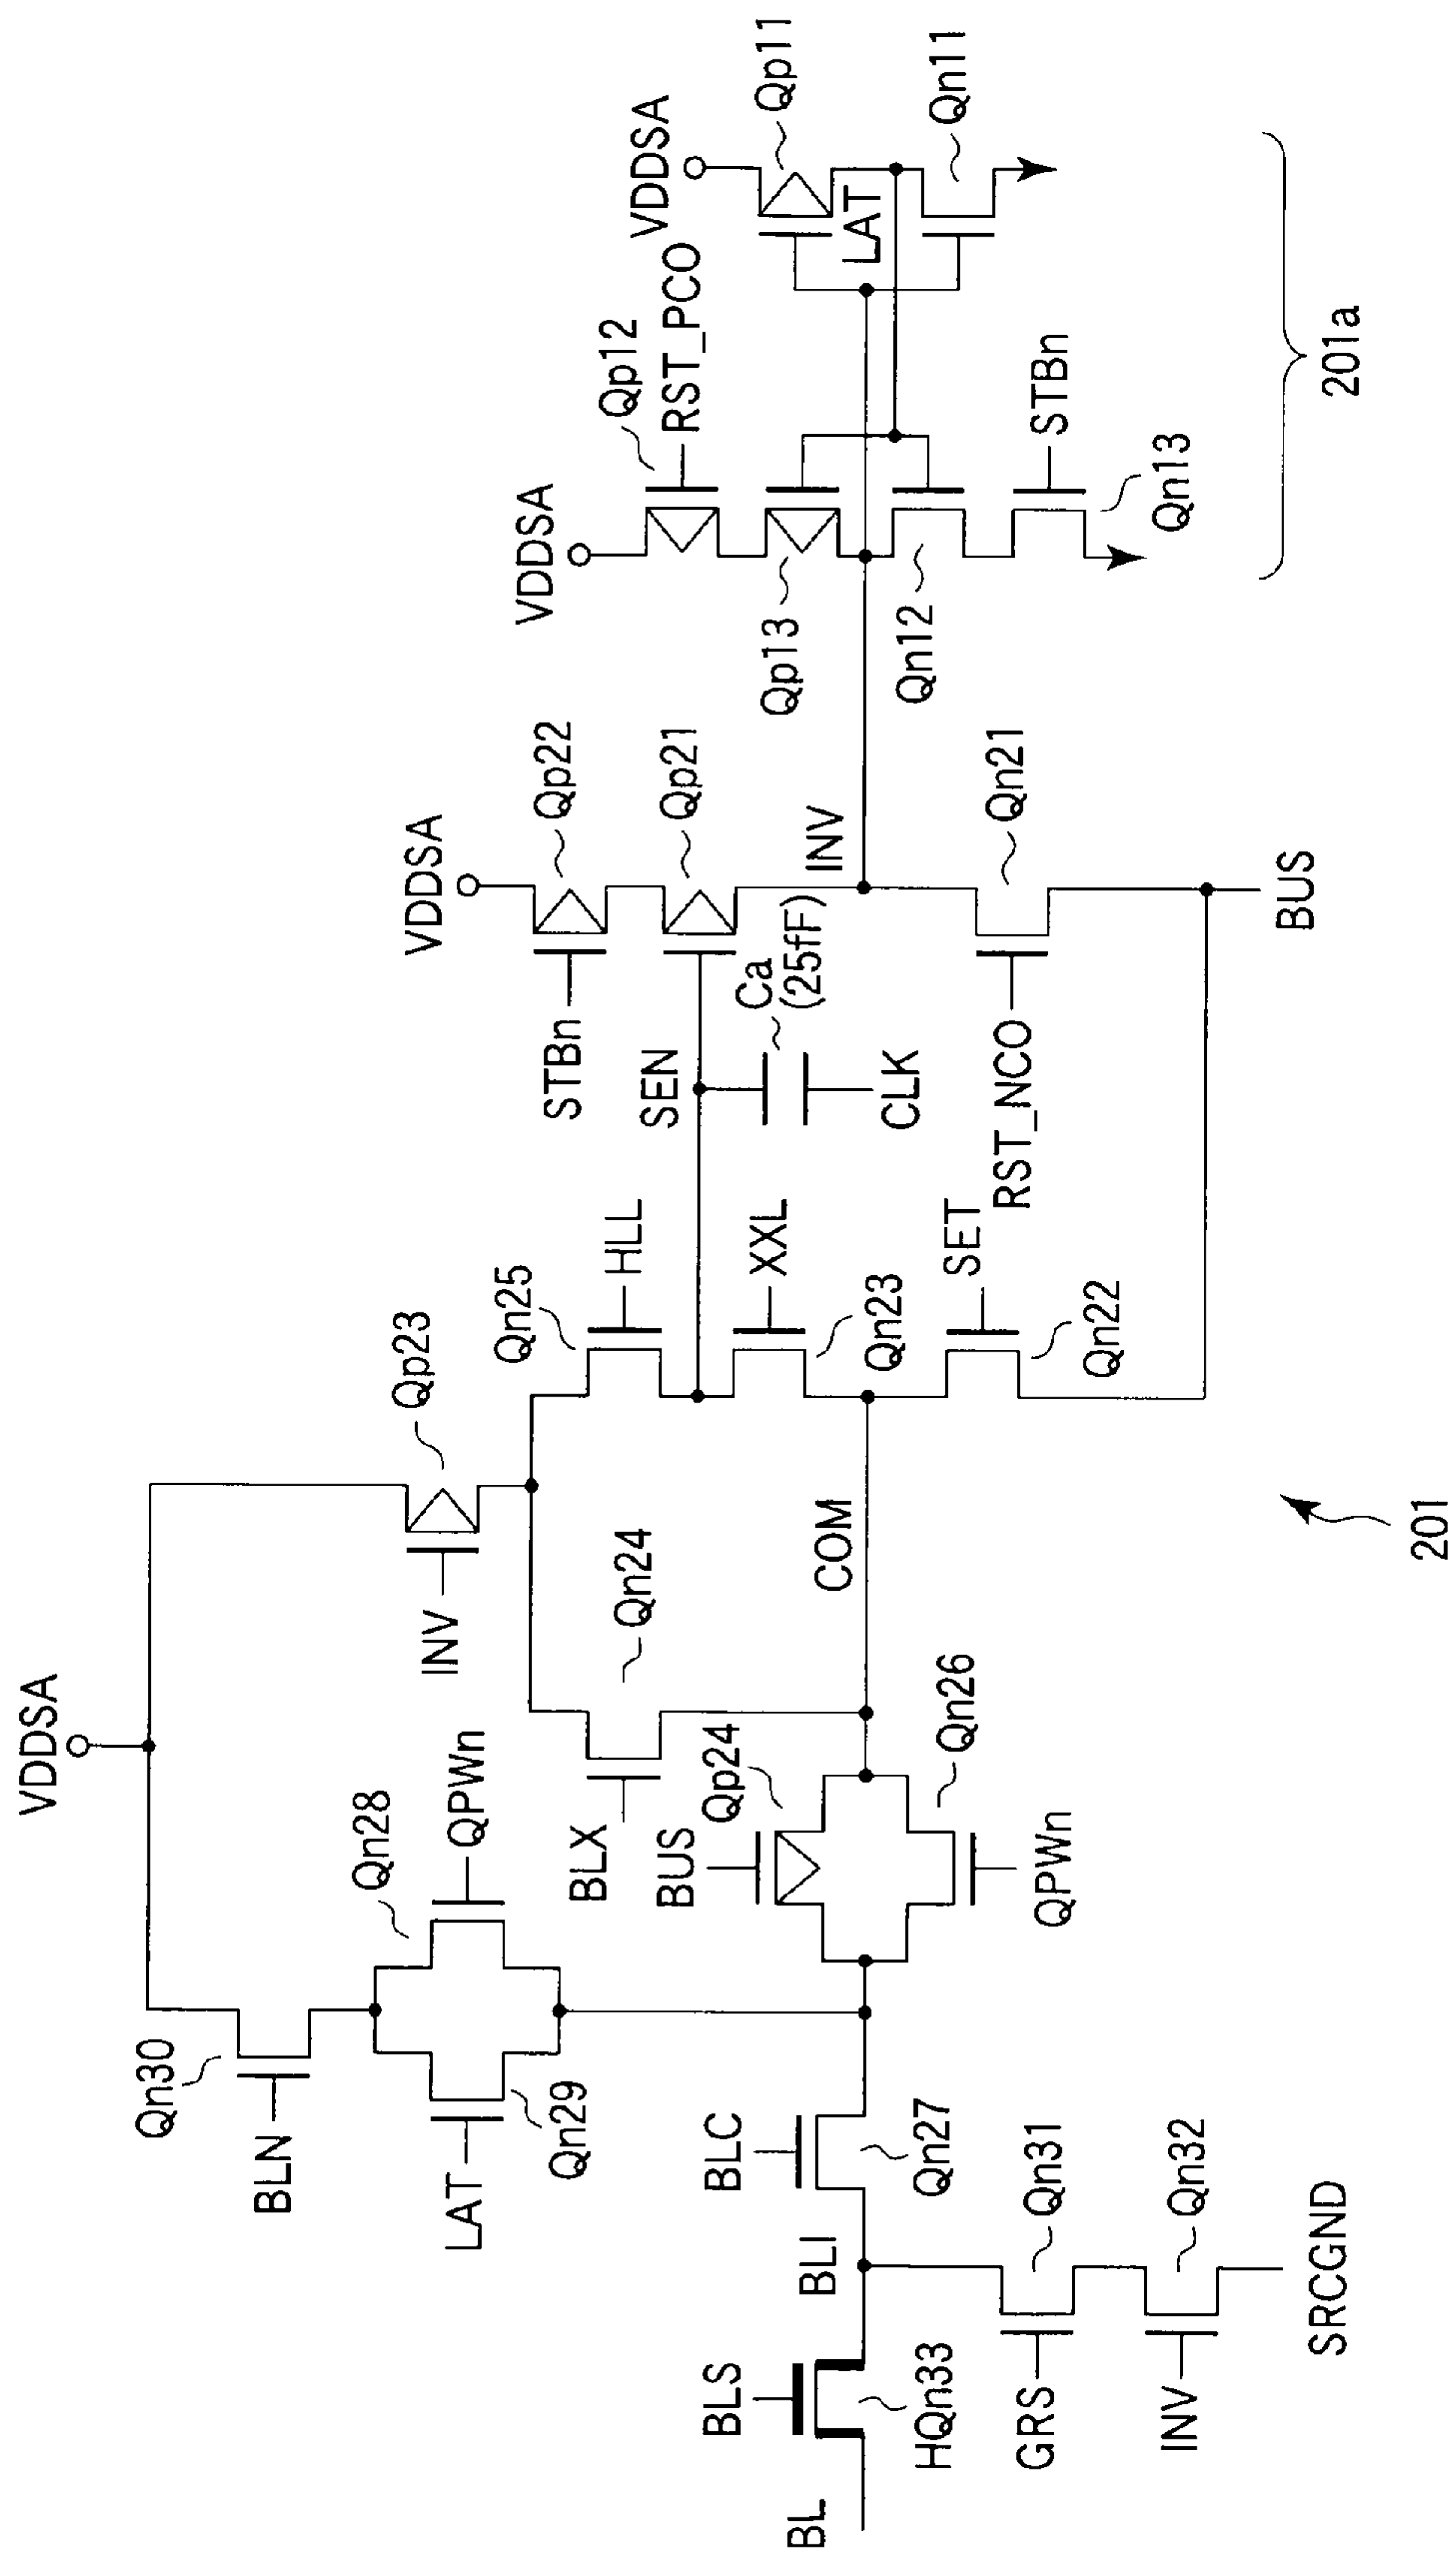 VDDSA
Qn30
BLN
Qn28
QPWn
LAT
Qn29
Qp23
INV
Qn25
HLL
BLX
Qn24
XXL
Qn23
BUS
Qp24
Qn26
QPWn
COM
SET
Qn22
BL
BLS
HQn33
BLI
BLC
Qn27
GRS
Qn31
INV
Qn32
SRCGND
VDDSA
Qp22
STBn
Qp21
SEN
Ca
(25fF)
CLK
INV
Qn21
RST_NCO
BUS
VDDSA
Qp12
RST_PCO
Qp13
Qn12
STBn
Qn13
VDDSA
Qp11
LAT
Qn11
201a
201